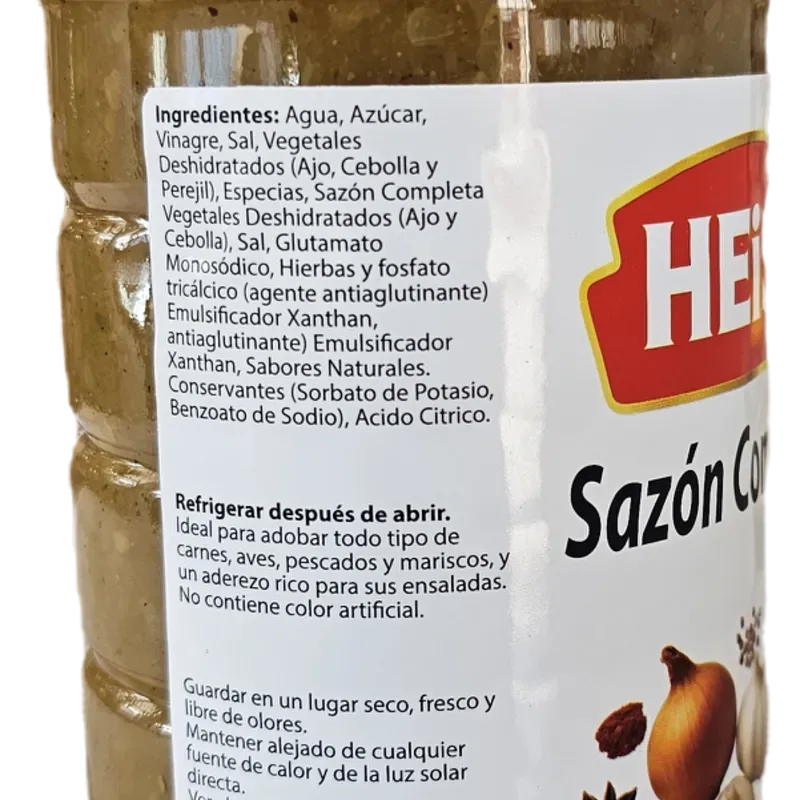 Ingredientes: Agua, Azúcar,
Vinagre, Sal, Vegetales
Deshidratados (Ajo, Cebolla y
Perejil), Especias, Sazón Completa
Vegetales Deshidratados (Ajo y
Cebolla), Sal, Glutamato
Monosódico, Hierbas y fosfato
tricálcico (agente antiaglutinante)
Emulsificador Xanthan,
antiaglutinante) Emulsificador
Xanthan, Sabores Naturales.
Conservantes (Sorbato de Potasio,
Benzoato de Sodio), Acido Citrico.
Refrigerar después de abrir.
Ideal para adobar todo tipo de
carnes, aves, pescados y mariscos, y
un aderezo rico para sus ensaladas.
No contiene color artificial.
Guardar en un lugar seco, fresco y
libre de olores.
Mantener alejado de cualquier
fuente de calor y de la luz solar
directa.
HEi
Sazón Com